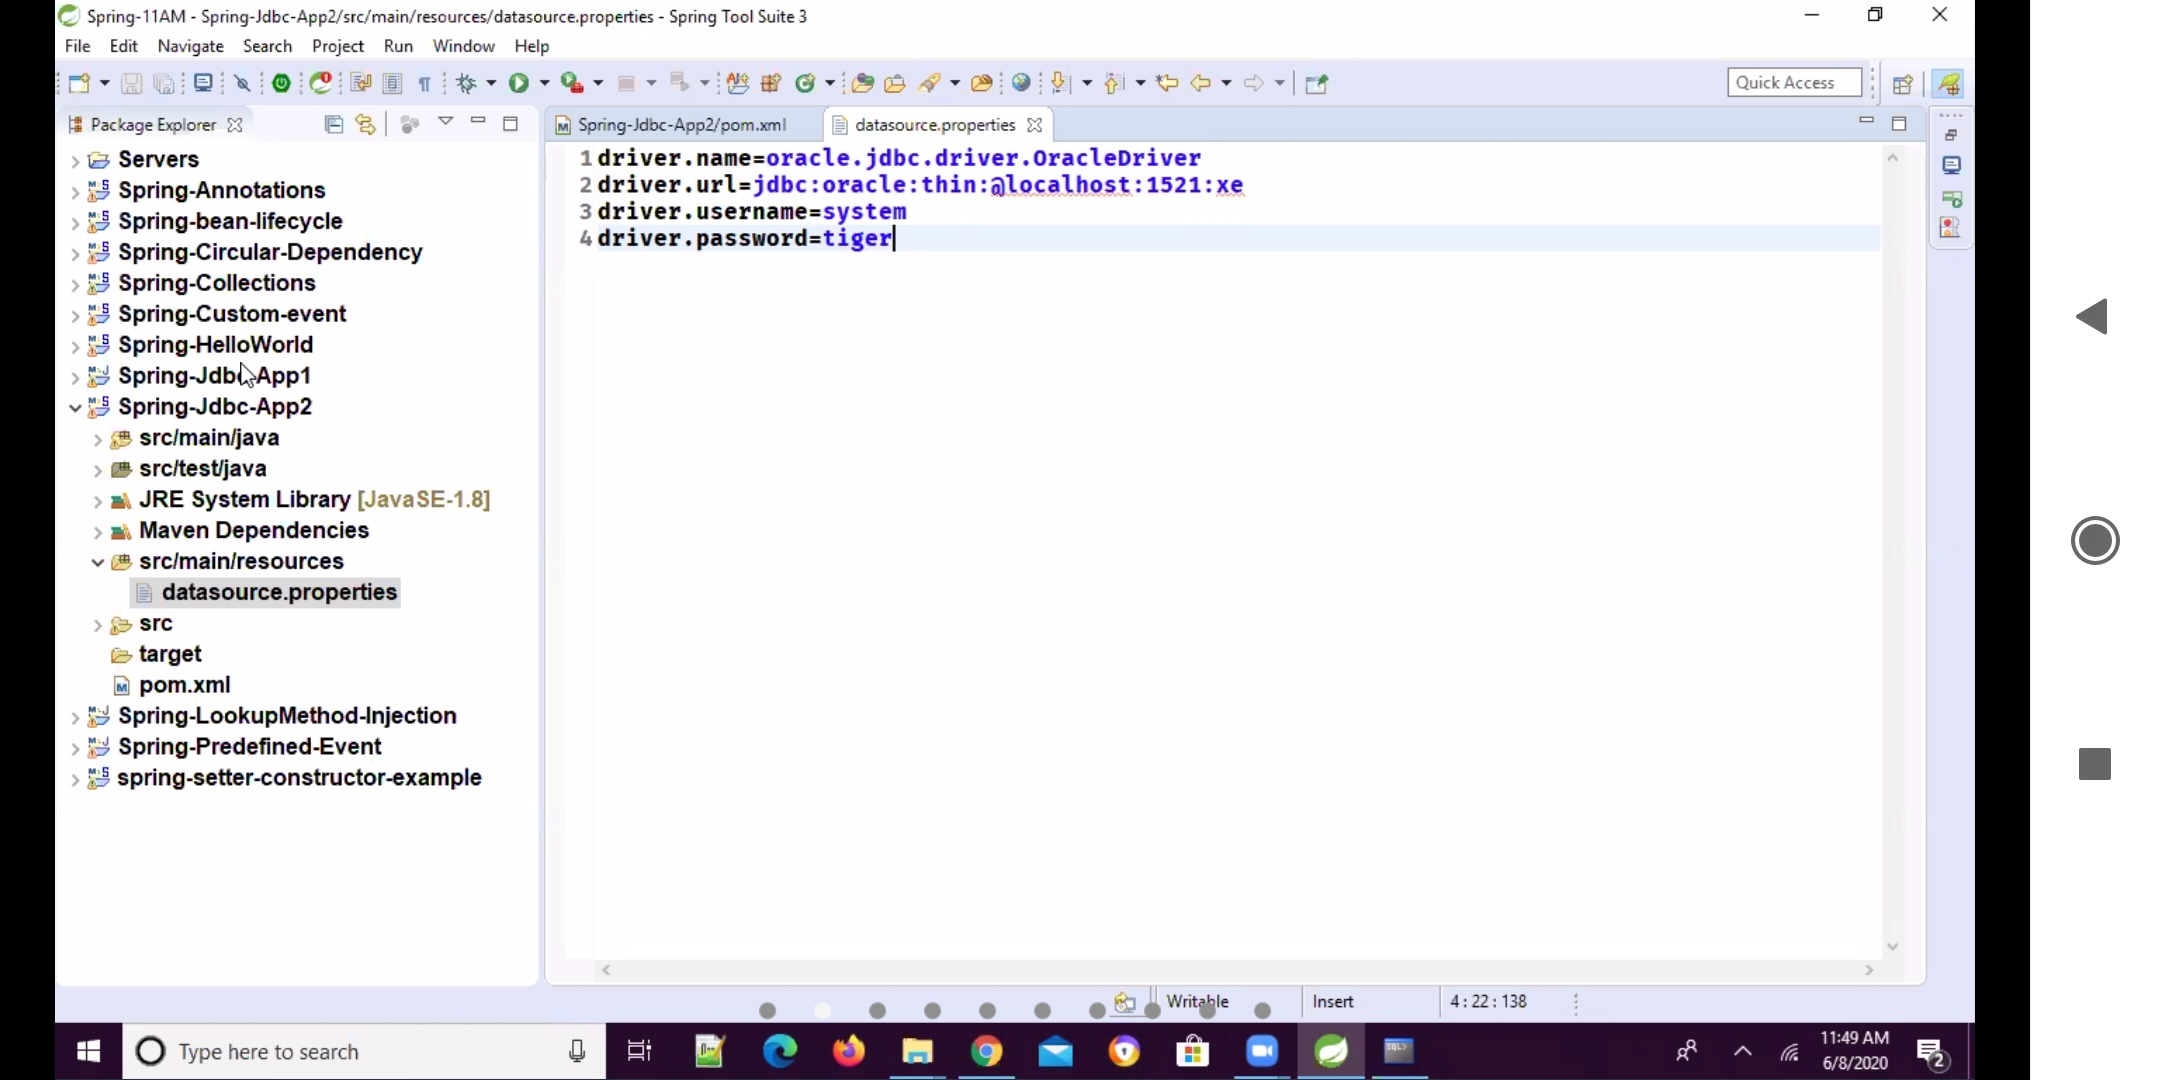 Spring-11AM - Spring-Jdbc-App2/src/main/resources/datasource.properties - Spring Tool Suite 3
File Edit Navigate Search Project Run Window Help
Quick Access
Package Explorer
Spring-Jdbc-App2/pom.xml
datasource.properties
Servers
Spring-Annotations
Spring-bean-lifecycle
Spring-Circular-Dependency
Spring-Collections
Spring-Custom-event
Spring-HelloWorld
Spring-Jdbc-App1
Spring-Jdbc-App2
src/main/java
src/test/java
JRE System Library [JavaSE-1.8]
Maven Dependencies
src/main/resources
datasource.properties
src
target
pom.xml
Spring-LookupMethod-Injection
Spring-Predefined-Event
spring-setter-constructor-example
1 driver.name=oracle.jdbc.driver.OracleDriver
2 driver.url=jdbc:oracle:thin:@localhost:1521:xe
3 driver.username=system
4 driver.password=tiger
Writable Insert 4 : 22 : 138
Type here to search
11:49 AM
6/8/2020
2